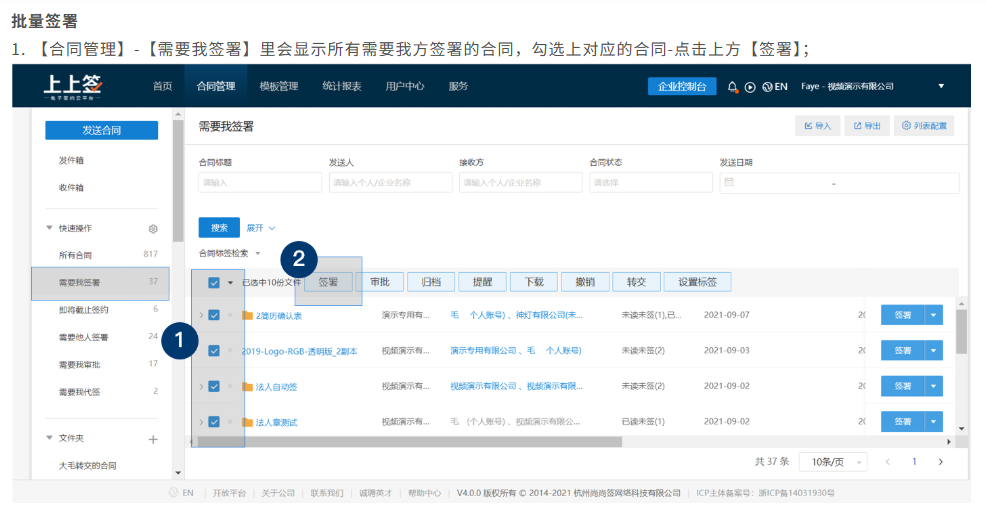 批量签署
1. 【合同管理】-【需要我签署】里会显示所有需要我方签署的合同，勾选上对应的合同-点击上方【签署】；
上上签 首页 合同管理 模板管理 统计报表 用户中心 服务 企业控制台 EN Faye - 视频演示有限公司
电子签约云平台
发送合同 需要我签署 导入 导出 列表配置
发件箱 合同标题 发送人 接收方 合同状态 发送日期
收件箱 请输入 请输入个人/企业名称 请输入个人/企业名称 请选择 -
快速操作 搜索 展开
所有合同 817 合同标签检索 2
需要我签署 37 已选中10份文件 签署 审批 归档 提醒 下载 撤销 转交 设置标签
即将截止签约 6 2简历确认表 演示专用有... 毛 个人账号)、神灯有限公司(未... 未读未签(1),已... 2021-09-07 20 签署
需要他人签署 24 1 2019-Logo-RGB-透明版_2副本 视频演示有... 演示专用有限公司、毛 个人账号) 未读未签(2) 2021-09-03 20 签署
需要我审批 17
需要我代签 2 法人自动签 视频演示有... 视频演示有限公司、视频演示有限... 未读未签(2) 2021-09-02 20 签署
法人章测试 视频演示有... 毛 (个人账号)、视频演示有限公... 已读未签(1) 2021-09-02 20 签署
文件夹 +
大毛转交的合同 共 37 条 10条/页 < 1 >
EN | 开放平台 | 关于公司 | 联系我们 | 诚聘英才 | 帮助中心 | V4.0.0 版权所有 © 2014-2021 杭州尚尚签网络科技有限公司 | ICP主体备案号：浙ICP备14031930号